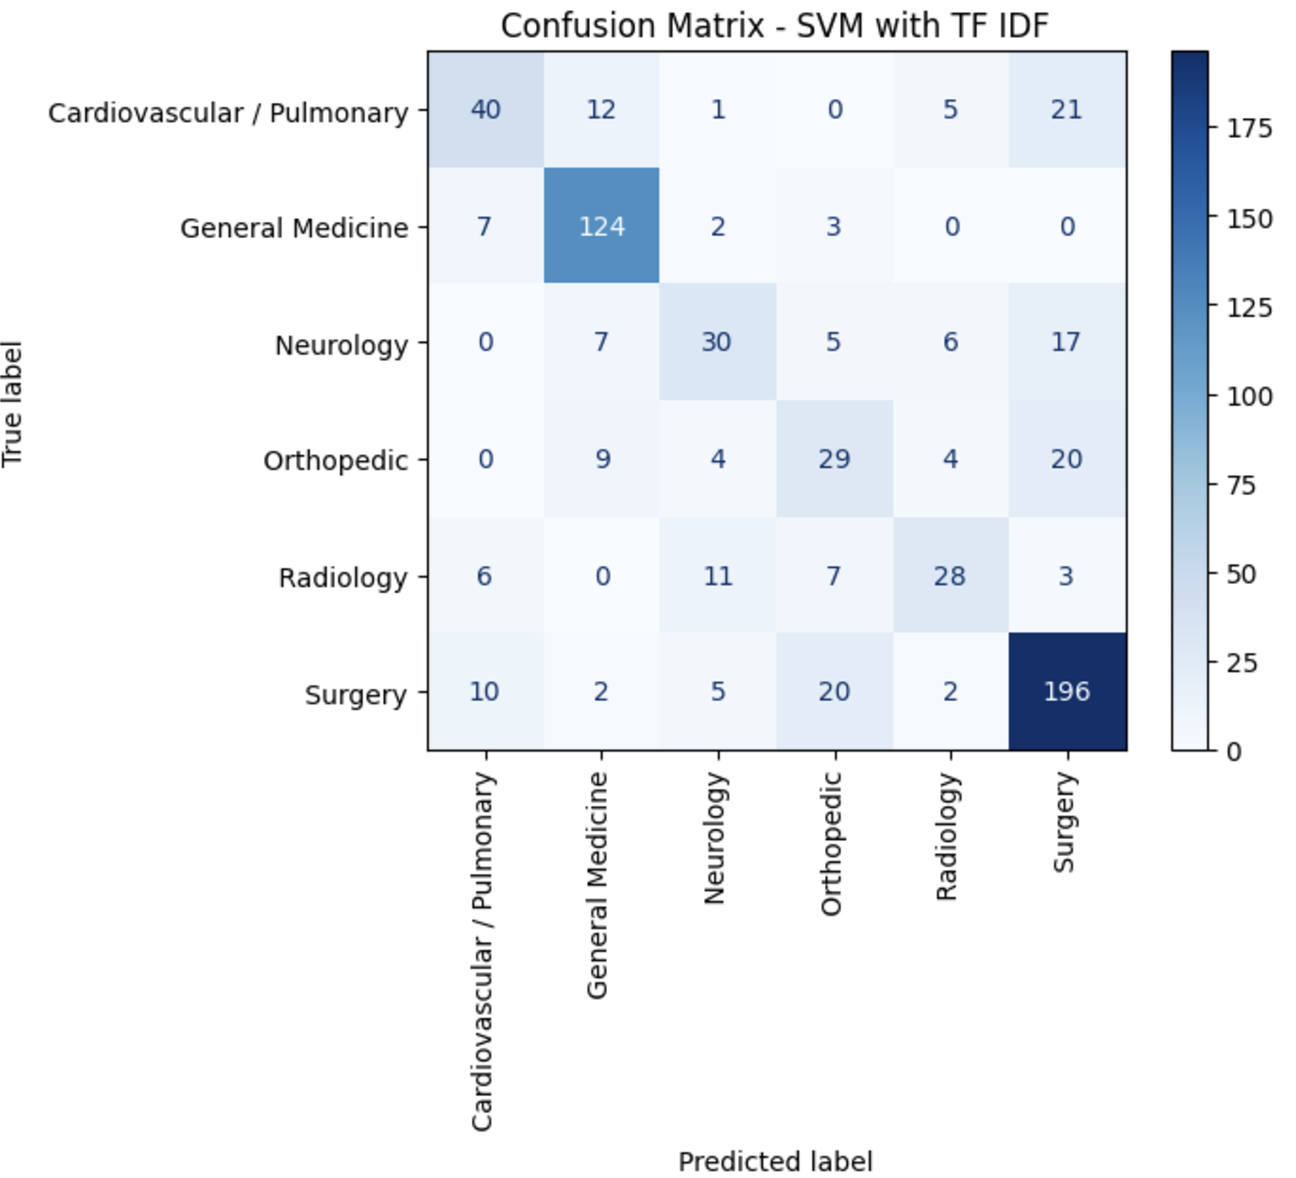 Confusion Matrix - SVM with TF IDF
True label
Cardiovascular / Pulmonary 40 12 1 0 5 21
General Medicine 7 124 2 3 0 0
Neurology 0 7 30 5 6 17
Orthopedic 0 9 4 29 4 20
Radiology 6 0 11 7 28 3
Surgery 10 2 5 20 2 196
Cardiovascular / Pulmonary
General Medicine
Neurology
Orthopedic
Radiology
Surgery
Predicted label
175
150
125
100
75
50
25
0